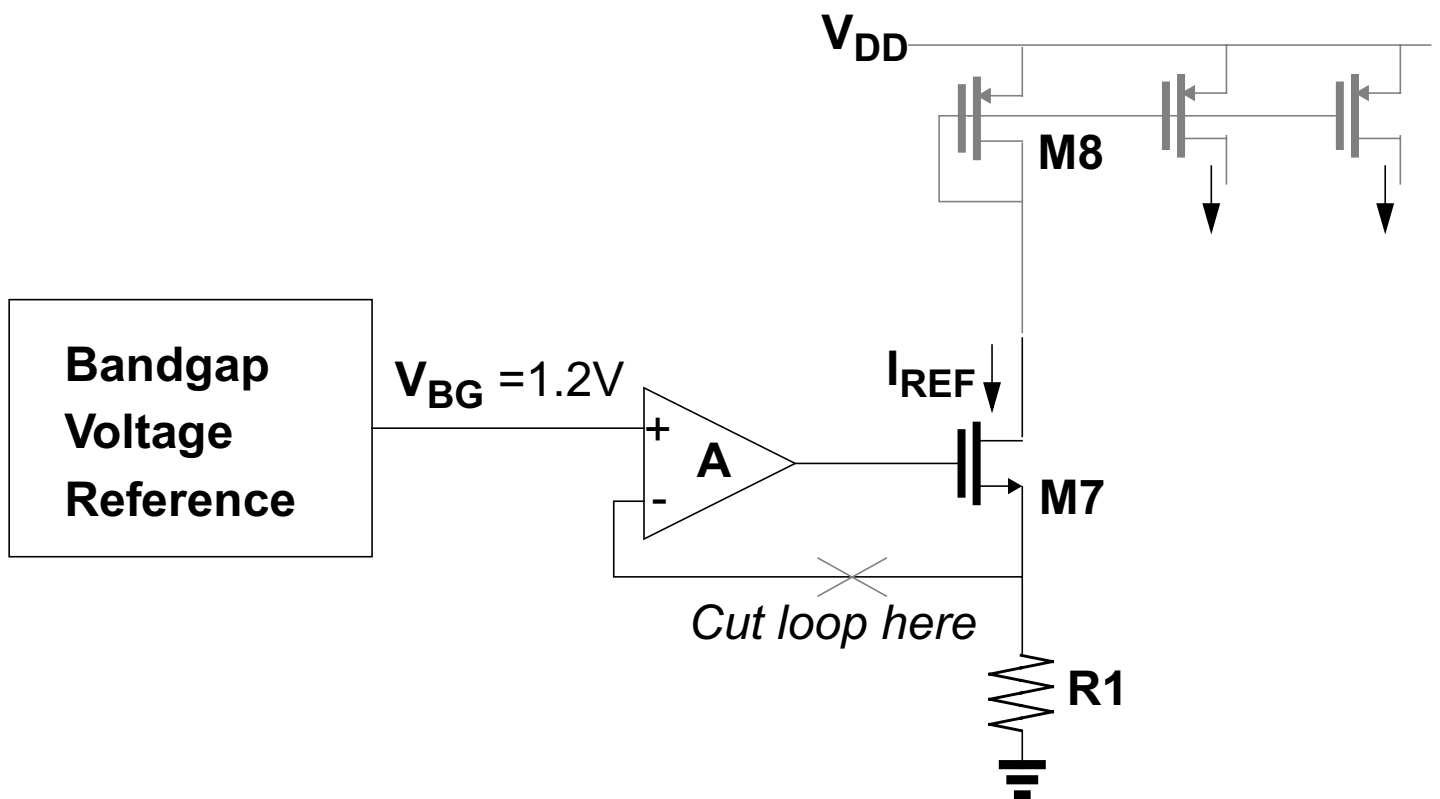 VDD
M8
Bandgap
Voltage
Reference
VBG =1.2V
IREF
+
A
-
M7
Cut loop here
R1